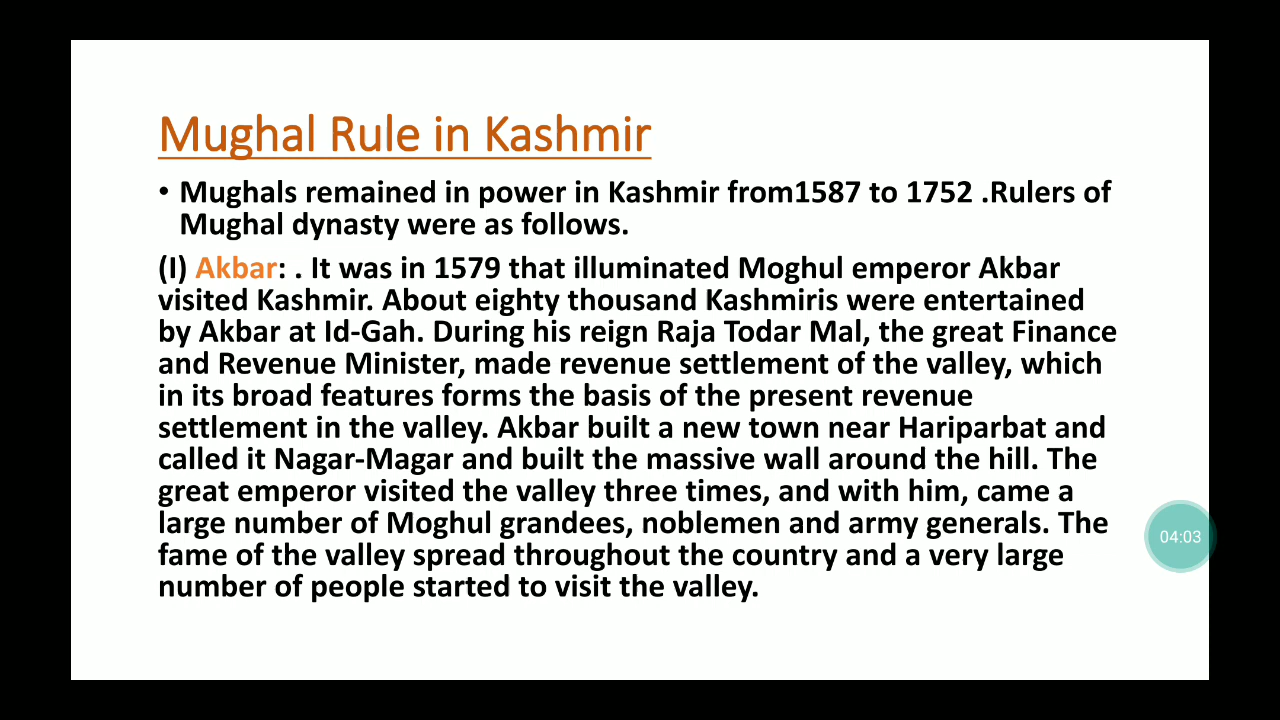 Mughal Rule in Kashmir
• Mughals remained in power in Kashmir from1587 to 1752 .Rulers of
Mughal dynasty were as follows.
(I) Akbar: . It was in 1579 that illuminated Moghul emperor Akbar
visited Kashmir. About eighty thousand Kashmiris were entertained
by Akbar at Id-Gah. During his reign Raja Todar Mal, the great Finance
and Revenue Minister, made revenue settlement of the valley, which
in its broad features forms the basis of the present revenue
settlement in the valley. Akbar built a new town near Hariparbat and
called it Nagar-Magar and built the massive wall around the hill. The
great emperor visited the valley three times, and with him, came a
large number of Moghul grandees, noblemen and army generals. The
fame of the valley spread throughout the country and a very large
number of people started to visit the valley.
04:03